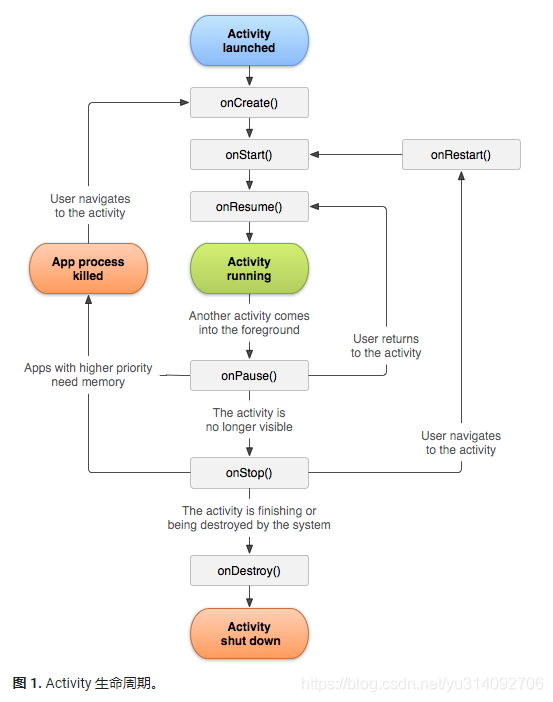 Activity
launched
onCreate()
onStart()
onRestart()
onResume()
User navigates
to the activity
App process
killed
Activity
running
Another activity comes
into the foreground
User returns
to the activity
Apps with higher priority
need memory
onPause()
The activity is
no longer visible
User navigates
to the activity
onStop()
The activity is finishing or
being destroyed by the system
onDestroy()
Activity
shut down
图 1. Activity 生命周期。
https://blog.csdn.net/yu314092706